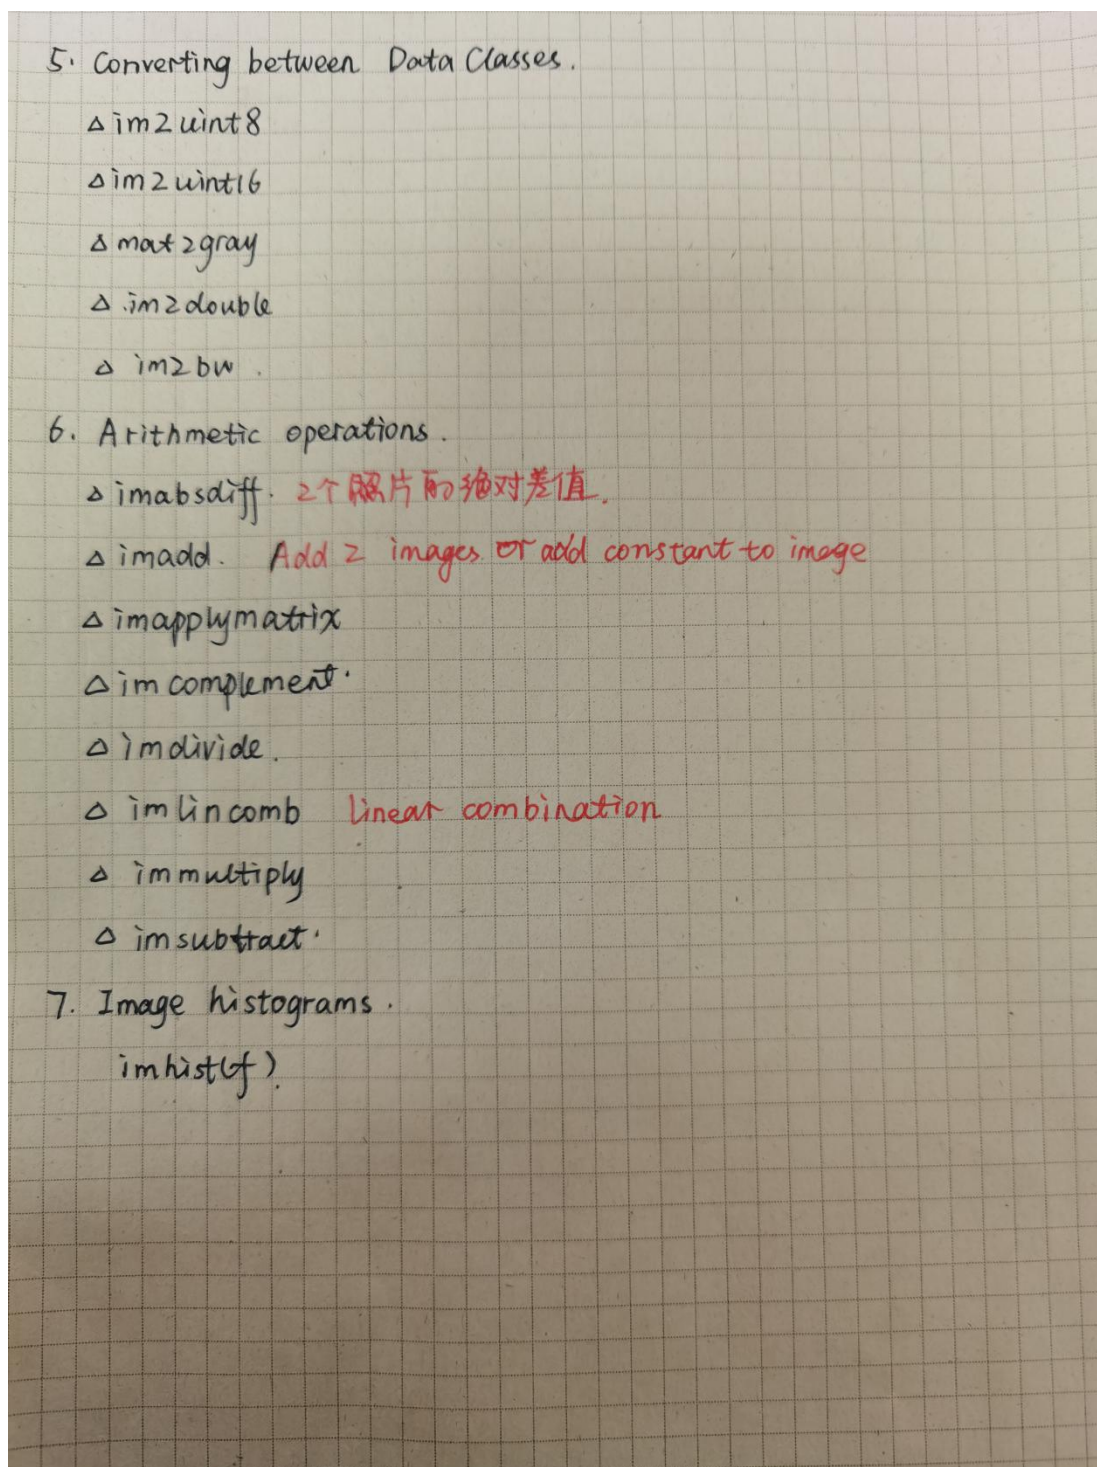 5. Converting between Data Classes.
△ im2uint8
△ im2uint16
△ mat2gray
△ im2double
△ im2bw.
6. Arithmetic operations.
△ imabsdiff. 2个照片的绝对差值.
△ imadd. Add 2 images or add constant to image
△ imapplymatrix
△ imcomplement.
△ imdivide.
△ imlincomb linear combination
△ immultiply
△ imsubtract.
7. Image histograms.
imhist(f).